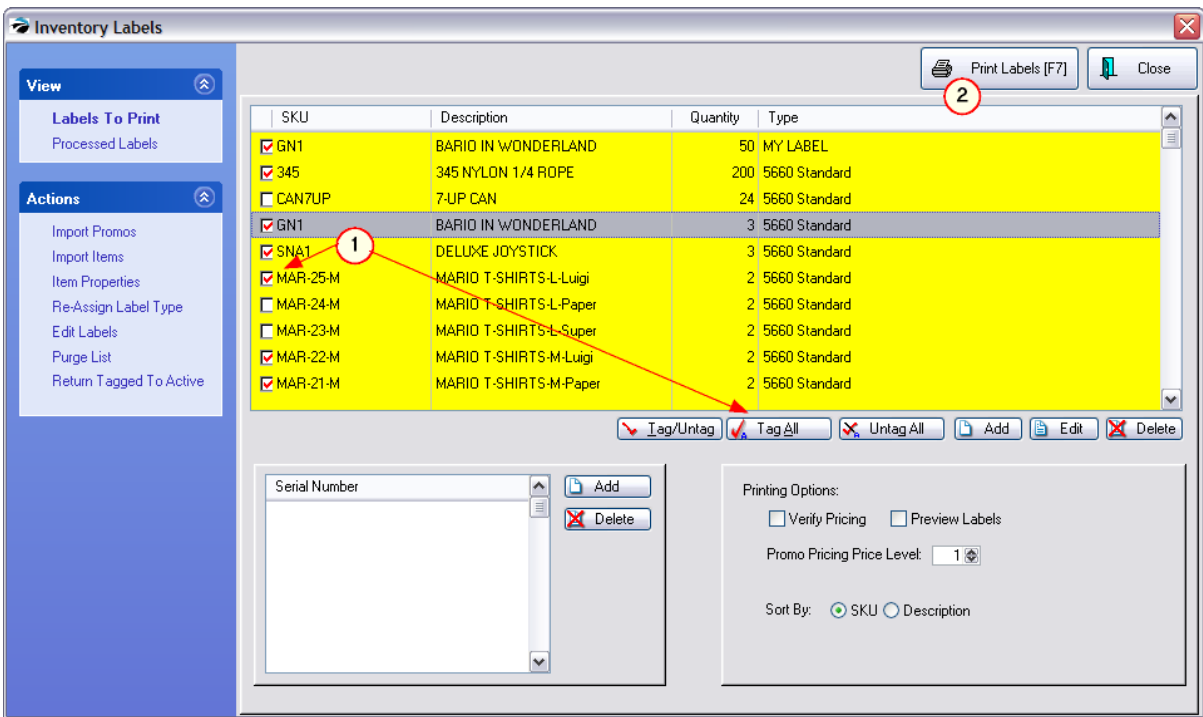 Inventory Labels
Print Labels [F7]
Close
2
View
Labels To Print
Processed Labels
Actions
Import Promos
Import Items
Item Properties
Re-Assign Label Type
Edit Labels
Purge List
Return Tagged To Active
SKU Description Quantity Type
GN1 BARIO IN WONDERLAND 50 MY LABEL
345 345 NYLON 1/4 ROPE 200 5660 Standard
CAN7UP 7-UP CAN 24 5660 Standard
GN1 BARIO IN WONDERLAND 3 5660 Standard
SNA1 DELUXE JOYSTICK 3 5660 Standard
1
MAR-25-M MARIO T-SHIRTS-L-Luigi 2 5660 Standard
MAR-24-M MARIO T-SHIRTS-L-Paper 2 5660 Standard
MAR-23-M MARIO T-SHIRTS-L-Super 2 5660 Standard
MAR-22-M MARIO T-SHIRTS-M-Luigi 2 5660 Standard
MAR-21-M MARIO T-SHIRTS-M-Paper 2 5660 Standard
Tag/Untag Tag All Untag All Add Edit Delete
Serial Number
Add
Delete
Printing Options:
Verify Pricing Preview Labels
Promo Pricing Price Level: 1
Sort By: SKU Description